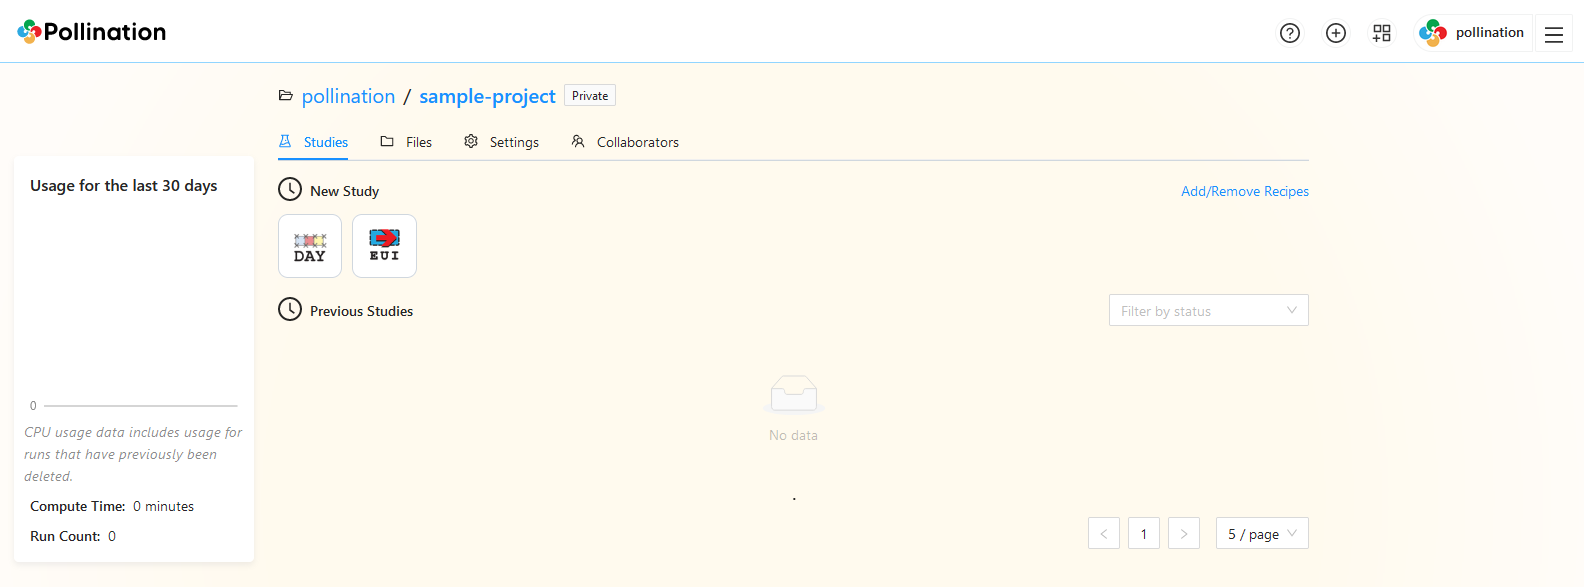 Pollination
pollination
pollination / sample-project Private
Studies Files Settings Collaborators
Usage for the last 30 days
0
CPU usage data includes usage for
runs that have previously been
deleted.
Compute Time: 0 minutes
Run Count: 0
New Study Add/Remove Recipes
DAY EUI
Previous Studies Filter by status
No data
.
< 1 > 5 / page